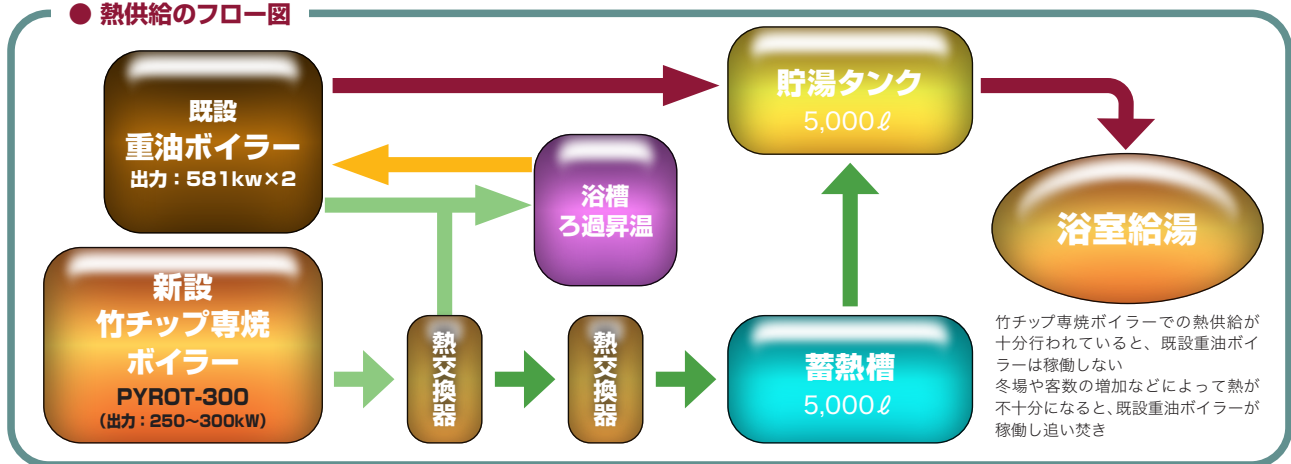 ● 熱供給のフロー図
既設
重油ボイラー
出力：581kw×2
貯湯タンク
5,000ℓ
浴槽
ろ過昇温
浴室給湯
新設
竹チップ専焼
ボイラー
PYROT-300
(出力：250〜300kW)
熱交換器
熱交換器
蓄熱槽
5,000ℓ
竹チップ専焼ボイラーでの熱供給が
十分行われていると、既設重油ボイ
ラーは稼働しない
冬場や客数の増加などによって熱が
不十分になると、既設重油ボイラーが
稼働し追い焚き